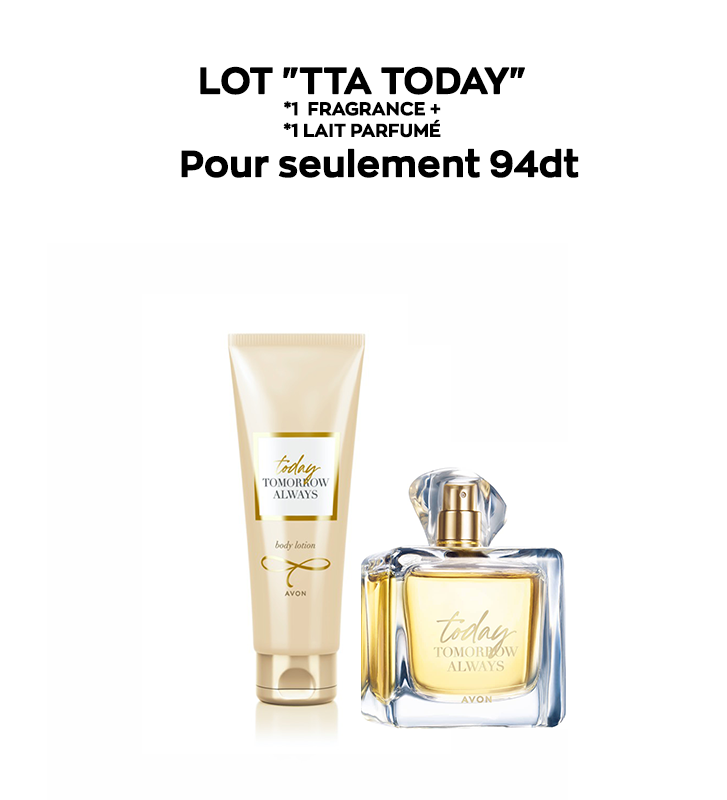 LOT "TTA TODAY"
*1 FRAGRANCE +
*1 LAIT PARFUMÉ
Pour seulement 94dt
today
TOMORROW
ALWAYS
body lotion
AVON
today
TOMORROW
ALWAYS
AVON